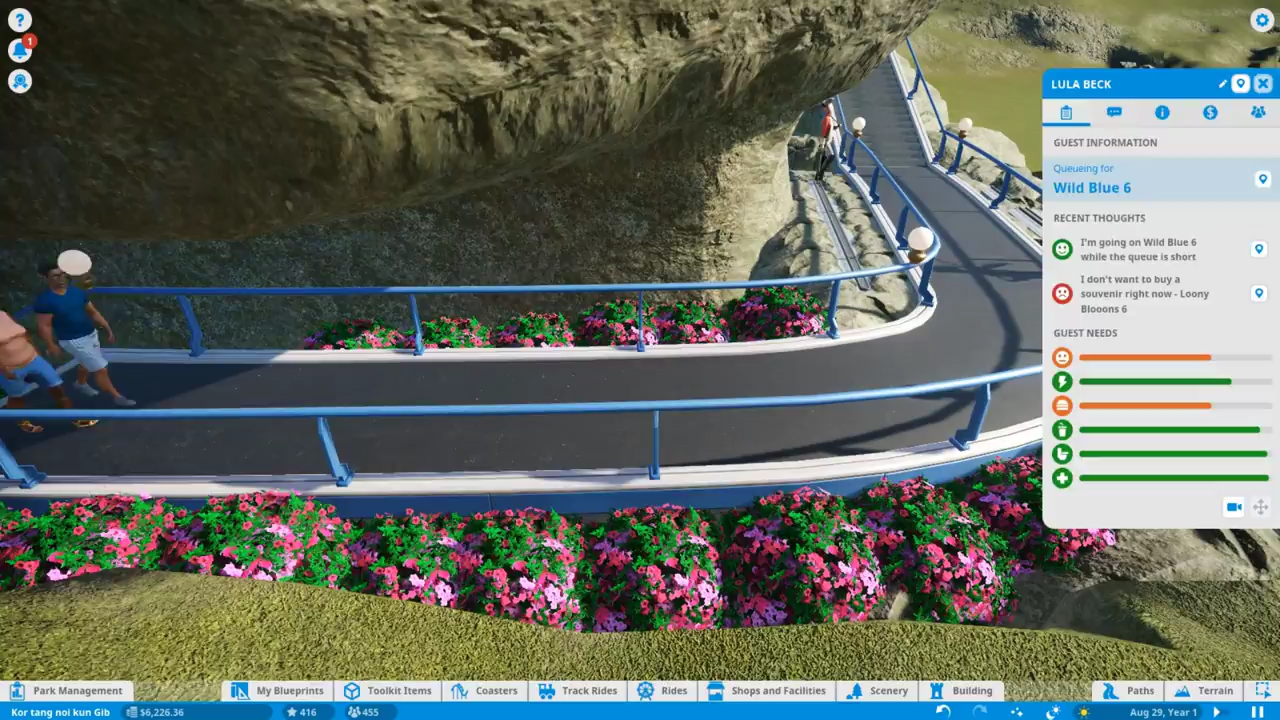 ?
1
LULA BECK
GUEST INFORMATION
Queueing for
Wild Blue 6
RECENT THOUGHTS
I'm going on Wild Blue 6
while the queue is short
I don't want to buy a
souvenir right now - Loony
Blooons 6
GUEST NEEDS
Park Management
My Blueprints
Toolkit Items
Coasters
Track Rides
Rides
Shops and Facilities
Scenery
Building
Paths
Terrain
Kor tang noi kun Gib
$6,226.36
416
455
Aug 29, Year 1